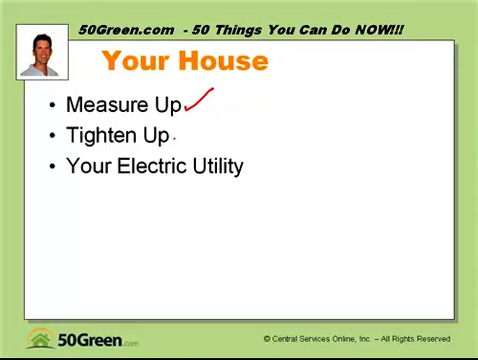 50Green.com - 50 Things You Can Do NOW!!!
Your House
• Measure Up
• Tighten Up
• Your Electric Utility
50Green.com
© Central Services Online, Inc. – All Rights Reserved